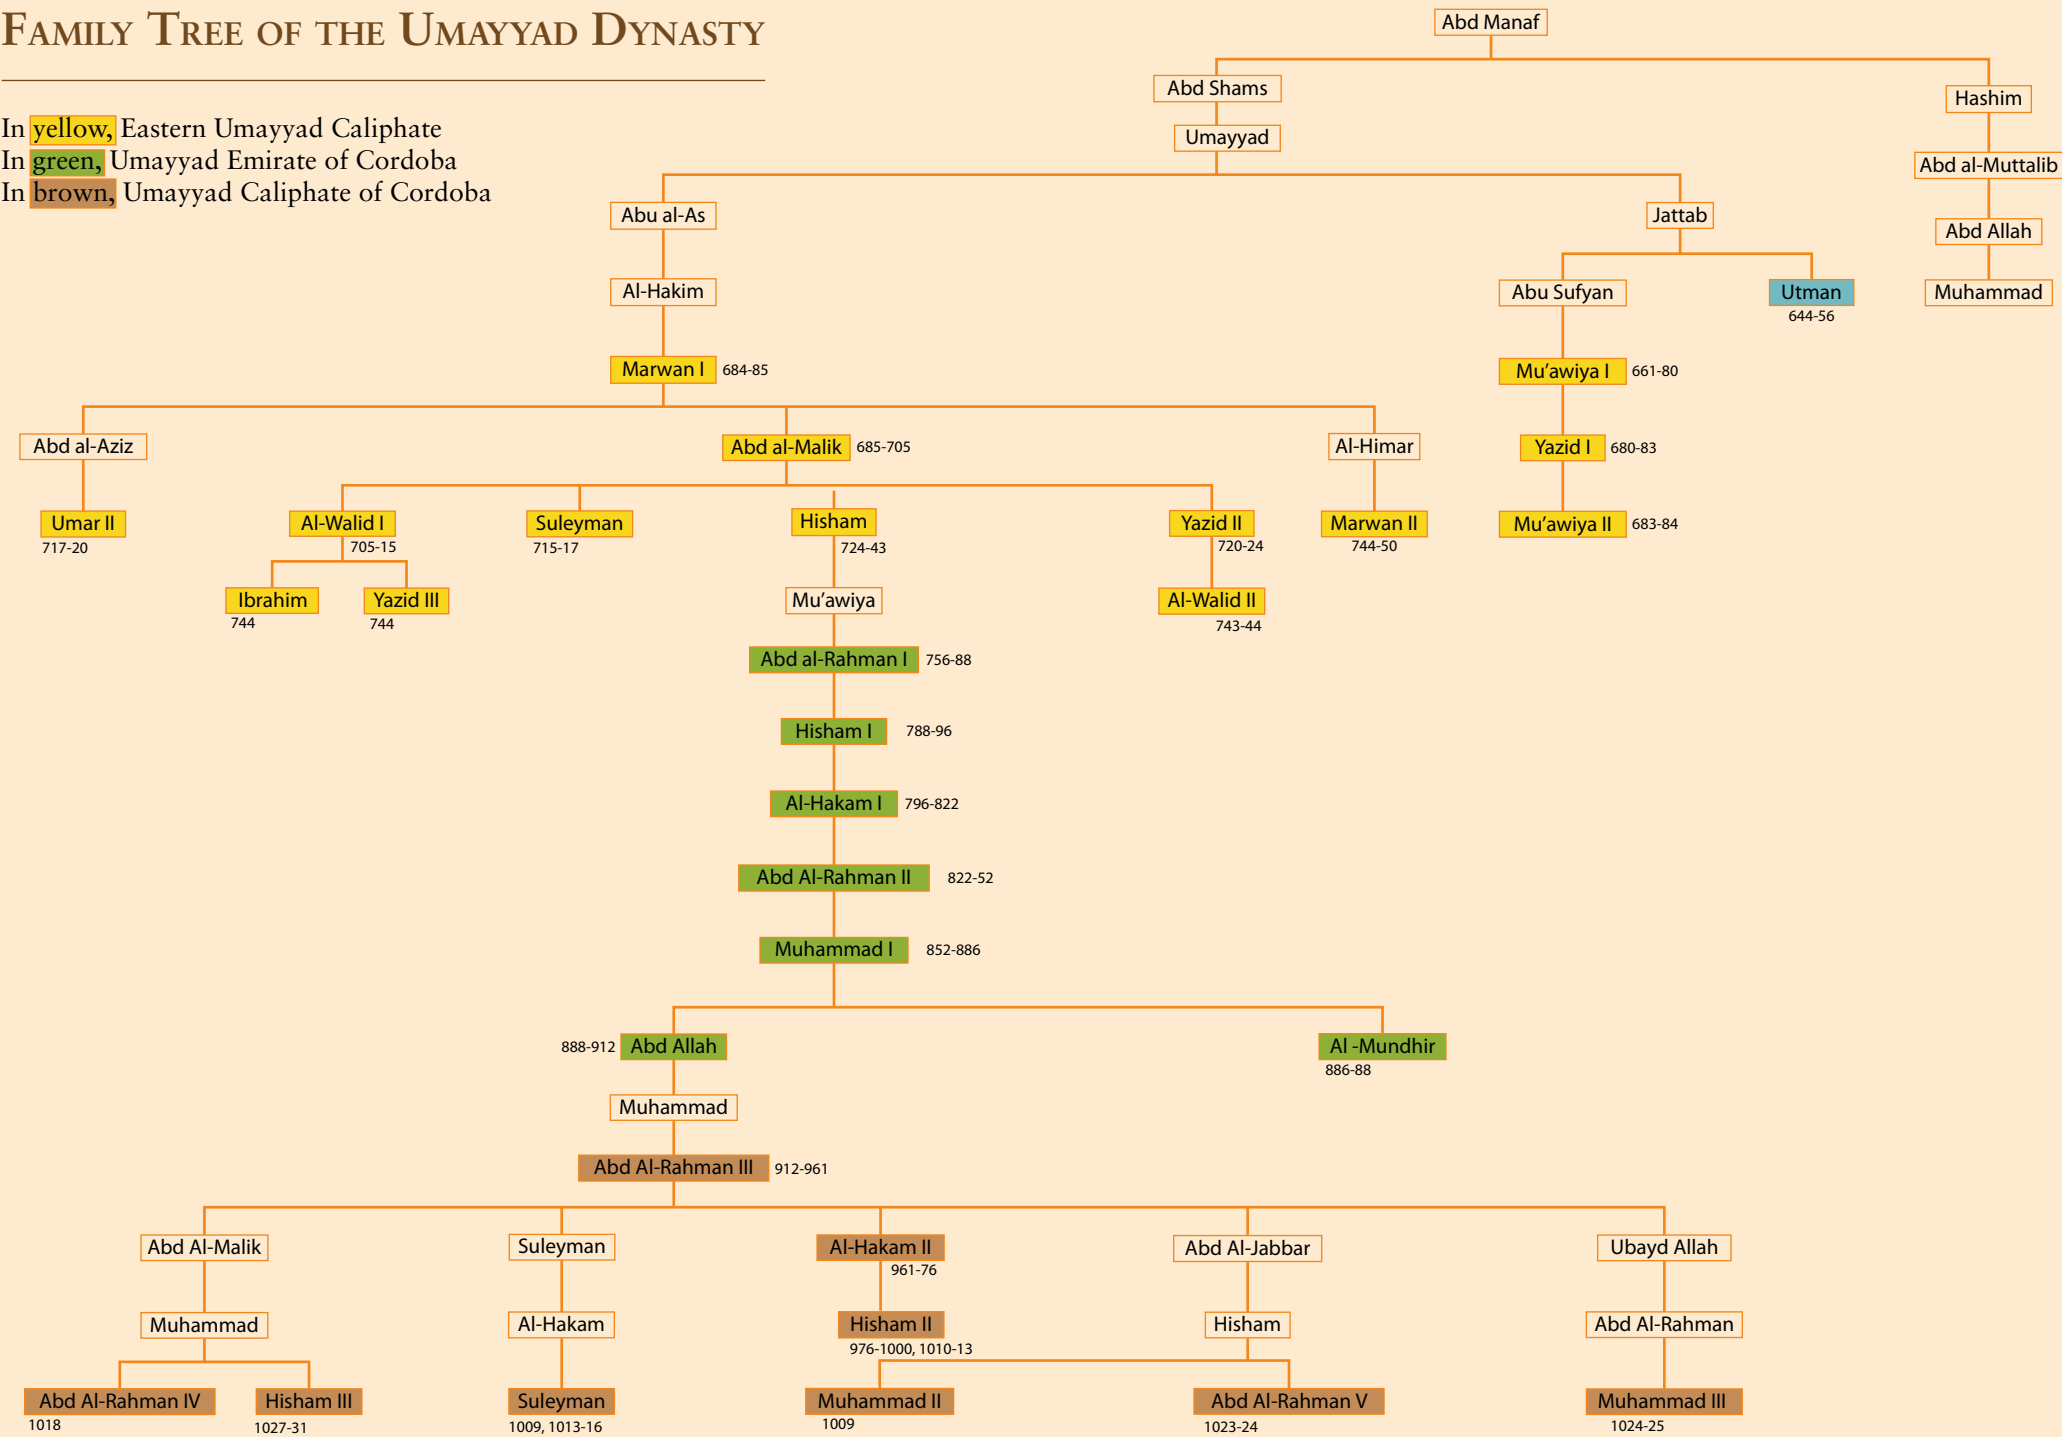 FAMILY TREE OF THE UMAYYAD DYNASTY
In yellow, Eastern Umayyad Caliphate
In green, Umayyad Emirate of Cordoba
In brown, Umayyad Caliphate of Cordoba
Abd Manaf
Abd Shams
Hashim
Umayyad
Abd al-Muttalib
Abu al-As
Jattab
Abd Allah
Al-Hakim
Abu Sufyan
Utman
644-56
Muhammad
Marwan I 684-85
Mu'awiya I 661-80
Abd al-Aziz
Abd al-Malik 685-705
Al-Himar
Yazid I 680-83
Umar II
717-20
Al-Walid I
705-15
Suleyman
715-17
Hisham
724-43
Yazid II
720-24
Marwan II
744-50
Mu'awiya II 683-84
Ibrahim
744
Yazid III
744
Mu'awiya
Al-Walid II
743-44
Abd al-Rahman I 756-88
Hisham I 788-96
Al-Hakam I 796-822
Abd Al-Rahman II 822-52
Muhammad I 852-886
888-912 Abd Allah
Al -Mundhir
886-88
Muhammad
Abd Al-Rahman III 912-961
Abd Al-Malik
Suleyman
Al-Hakam II
961-76
Abd Al-Jabbar
Ubayd Allah
Muhammad
Al-Hakam
Hisham II
976-1000, 1010-13
Hisham
Abd Al-Rahman
Abd Al-Rahman IV
1018
Hisham III
1027-31
Suleyman
1009, 1013-16
Muhammad II
1009
Abd Al-Rahman V
1023-24
Muhammad III
1024-25